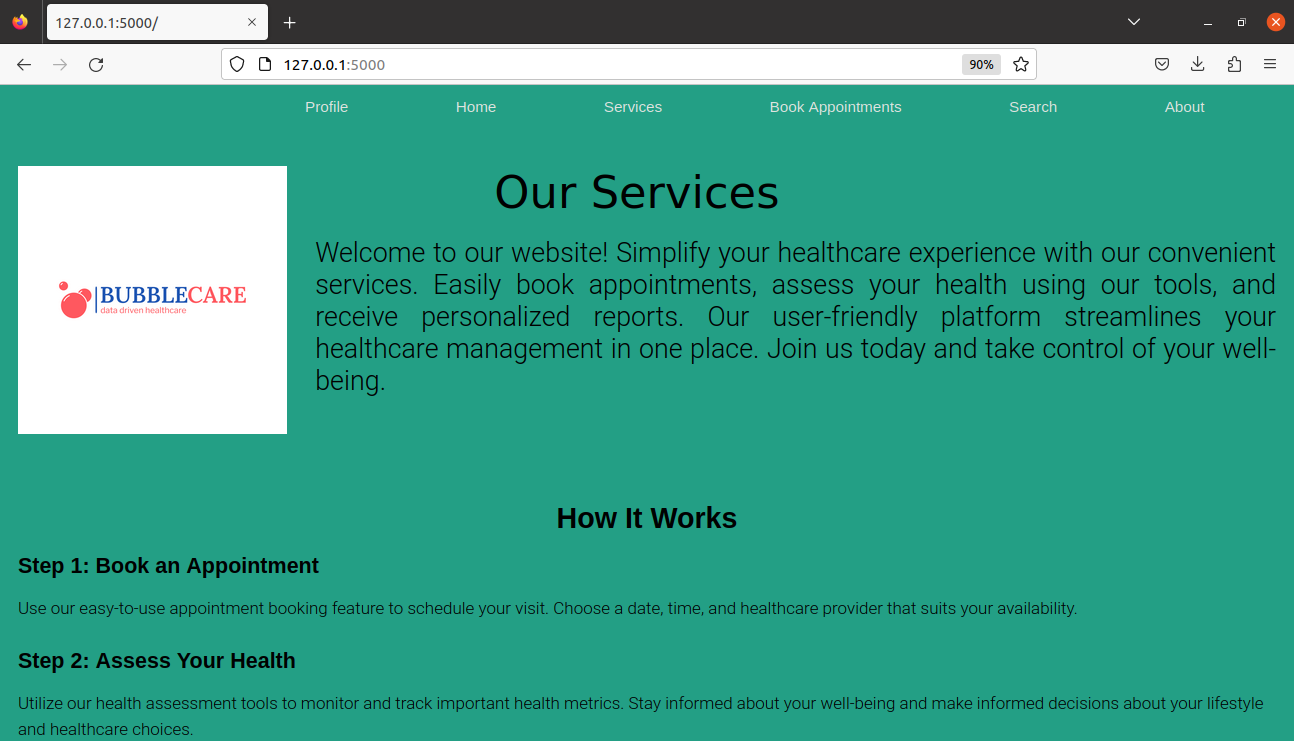 127.0.0.1:5000/
127.0.0.1:5000
90%
Profile Home Services Book Appointments Search About
BUBBLECARE
data driven healthcare
Our Services
Welcome to our website! Simplify your healthcare experience with our convenient
services. Easily book appointments, assess your health using our tools, and
receive personalized reports. Our user-friendly platform streamlines your
healthcare management in one place. Join us today and take control of your well-
being.
How It Works
Step 1: Book an Appointment
Use our easy-to-use appointment booking feature to schedule your visit. Choose a date, time, and healthcare provider that suits your availability.
Step 2: Assess Your Health
Utilize our health assessment tools to monitor and track important health metrics. Stay informed about your well-being and make informed decisions about your lifestyle
and healthcare choices.